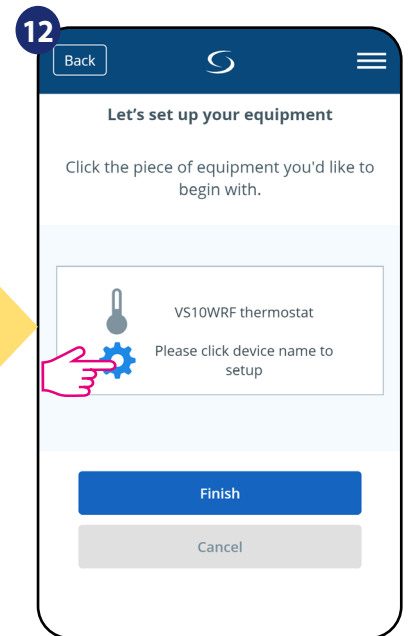 12
Back
Let's set up your equipment
Click the piece of equipment you'd like to
begin with.
VS10WRF thermostat
Please click device name to
setup
Finish
Cancel